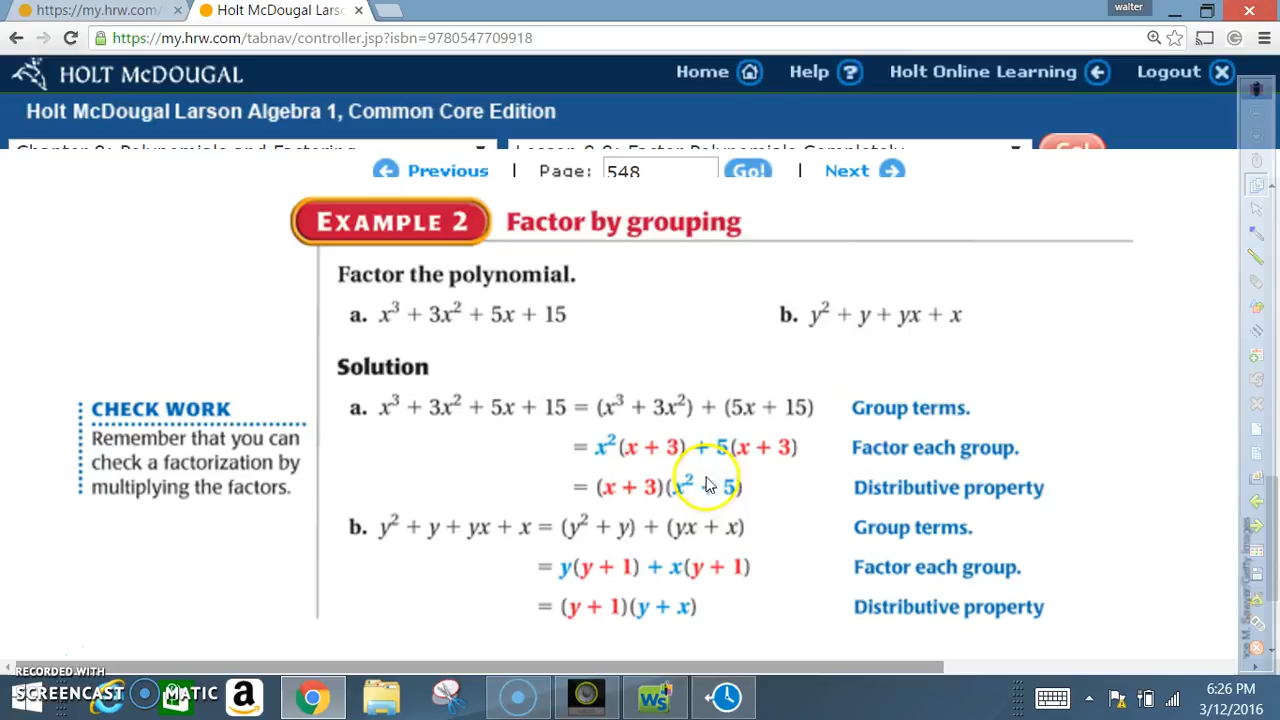 walter
https://my.hrw.com/ × Holt McDougal Lars ×
https://my.hrw.com/tabnav/controller.jsp?isbn=9780547709918
HOLT MCDOUGAL Home Help ? Holt Online Learning Logout X
Holt McDougal Larson Algebra 1, Common Core Edition
Previous | Page: 548 Go! | Next
EXAMPLE 2 Factor by grouping
Factor the polynomial.
a. x³ + 3x² + 5x + 15 b. y² + y + yx + x
Solution
a. x³ + 3x² + 5x + 15 = (x³ + 3x²) + (5x + 15) Group terms.
= x²(x + 3) + 5(x + 3) Factor each group.
= (x + 3)(x² + 5) Distributive property
b. y² + y + yx + x = (y² + y) + (yx + x) Group terms.
= y(y + 1) + x(y + 1) Factor each group.
= (y + 1)(y + x) Distributive property
CHECK WORK
Remember that you can
check a factorization by
multiplying the factors.
RECORDED WITH
SCREENCAST MATIC
6:26 PM
3/12/2016